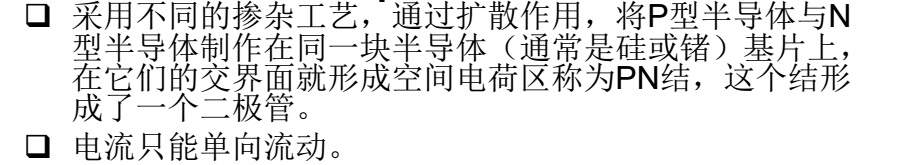 采用不同的掺杂工艺，通过扩散作用，将P型半导体与N
型半导体制作在同一块半导体（通常是硅或锗）基片上，
在它们的交界面就形成空间电荷区称为PN结，这个结形
成了一个二极管。
电流只能单向流动。